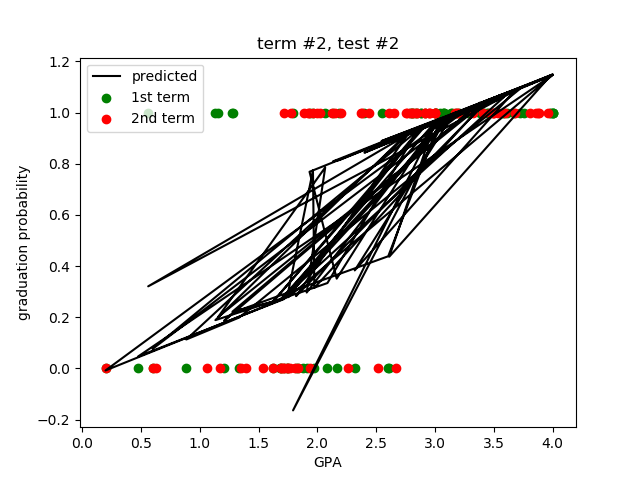 term #2, test #2
predicted
1st term
2nd term
graduation probability
1.2
1.0
0.8
0.6
0.4
0.2
0.0
−0.2
0.0
0.5
1.0
1.5
2.0
2.5
3.0
3.5
4.0
GPA